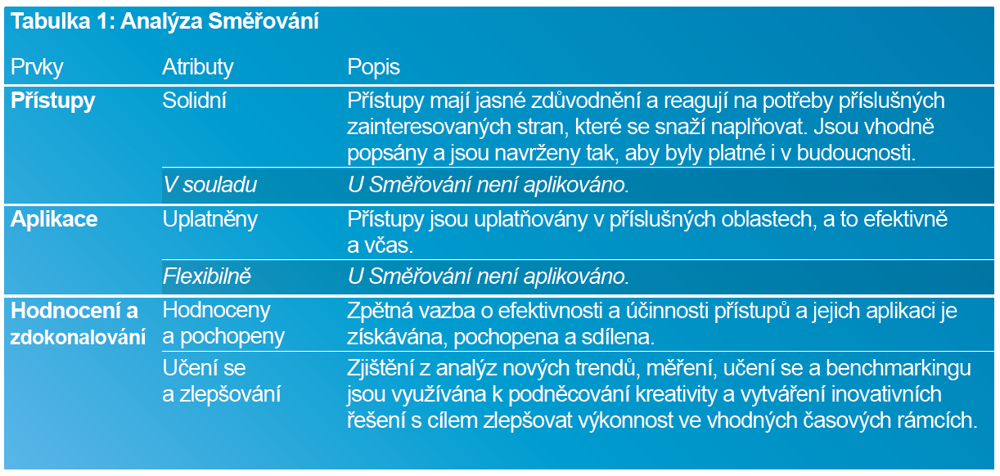 Tabulka 1: Analýza Směřování
Prvky Atributy Popis
Přístupy Solidní Přístupy mají jasné zdůvodnění a reagují na potřeby příslušných
zainteresovaných stran, které se snaží naplňovat. Jsou vhodně
popsány a jsou navrženy tak, aby byly platné i v budoucnosti.
V souladu U Směřování není aplikováno.
Aplikace Uplatněny Přístupy jsou uplatňovány v příslušných oblastech, a to efektivně
a včas.
Flexibilně U Směřování není aplikováno.
Hodnocení a Hodnoceny Zpětná vazba o efektivnosti a účinnosti přístupů a jejich aplikaci je
zdokonalování a pochopeny získávána, pochopena a sdílena.
Učení se Zjištění z analýz nových trendů, měření, učení se a benchmarkingu
a zlepšování jsou využívána k podněcování kreativity a vytváření inovativních
řešení s cílem zlepšovat výkonnost ve vhodných časových rámcích.